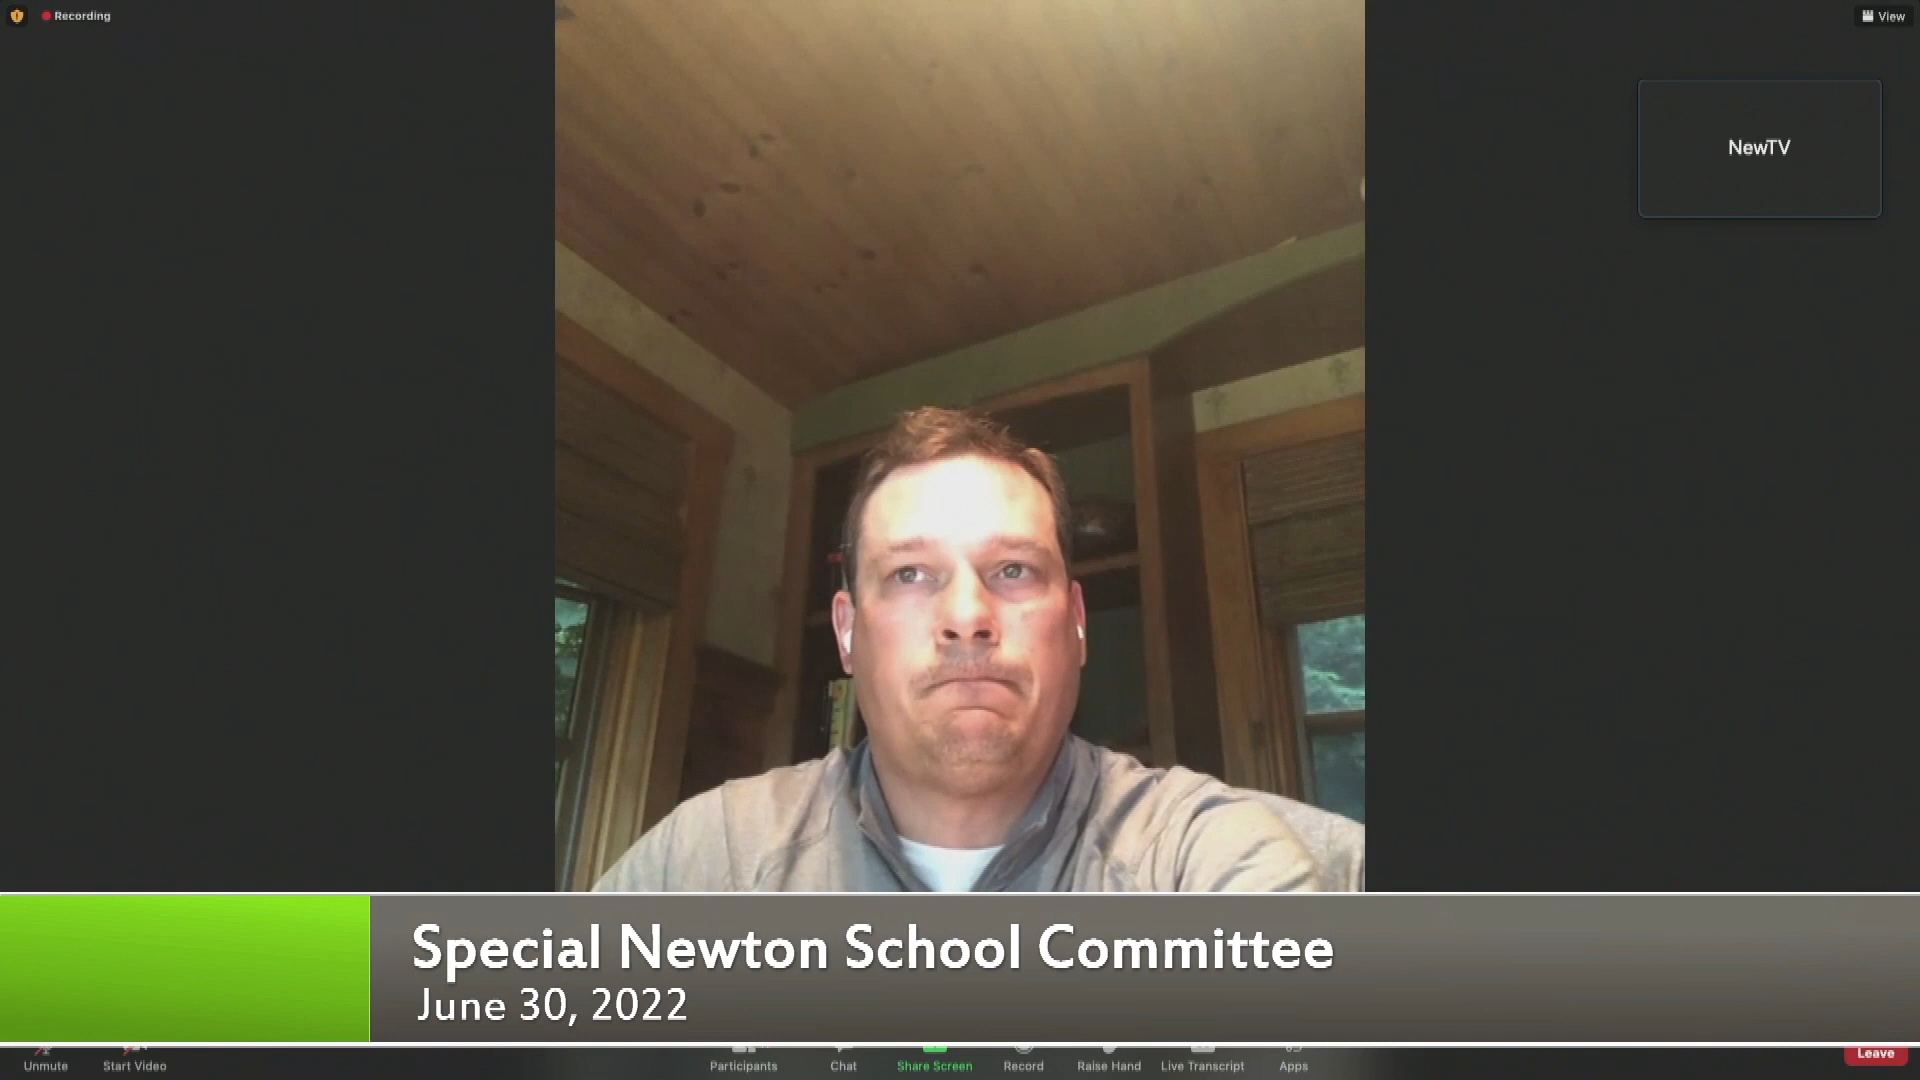 Recording
View
NewTV
Special Newton School Committee
June 30, 2022
Unmute
Start Video
Participants
Chat
Share Screen
Record
Raise Hand
Live Transcript
Apps
Leave